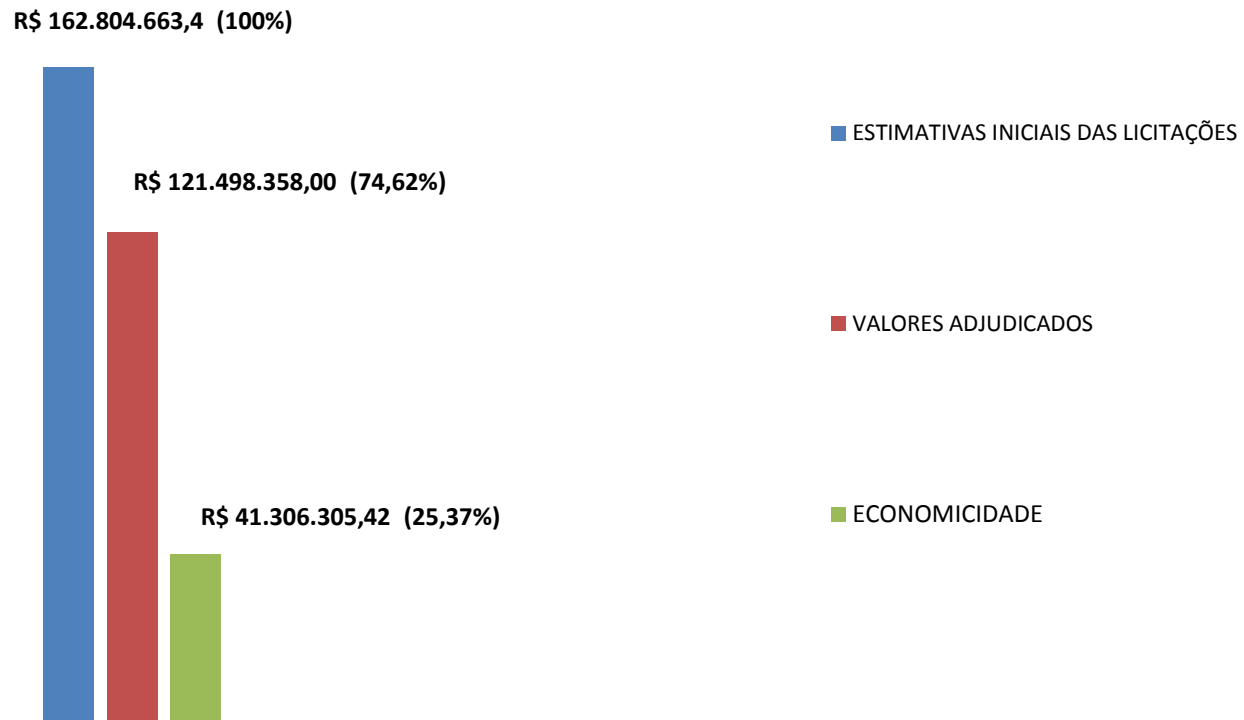 R$ 162.804.663,4 (100%)
ESTIMATIVAS INICIAIS DAS LICITAÇÕES
R$ 121.498.358,00 (74,62%)
VALORES ADJUDICADOS
R$ 41.306.305,42 (25,37%)
ECONOMICIDADE